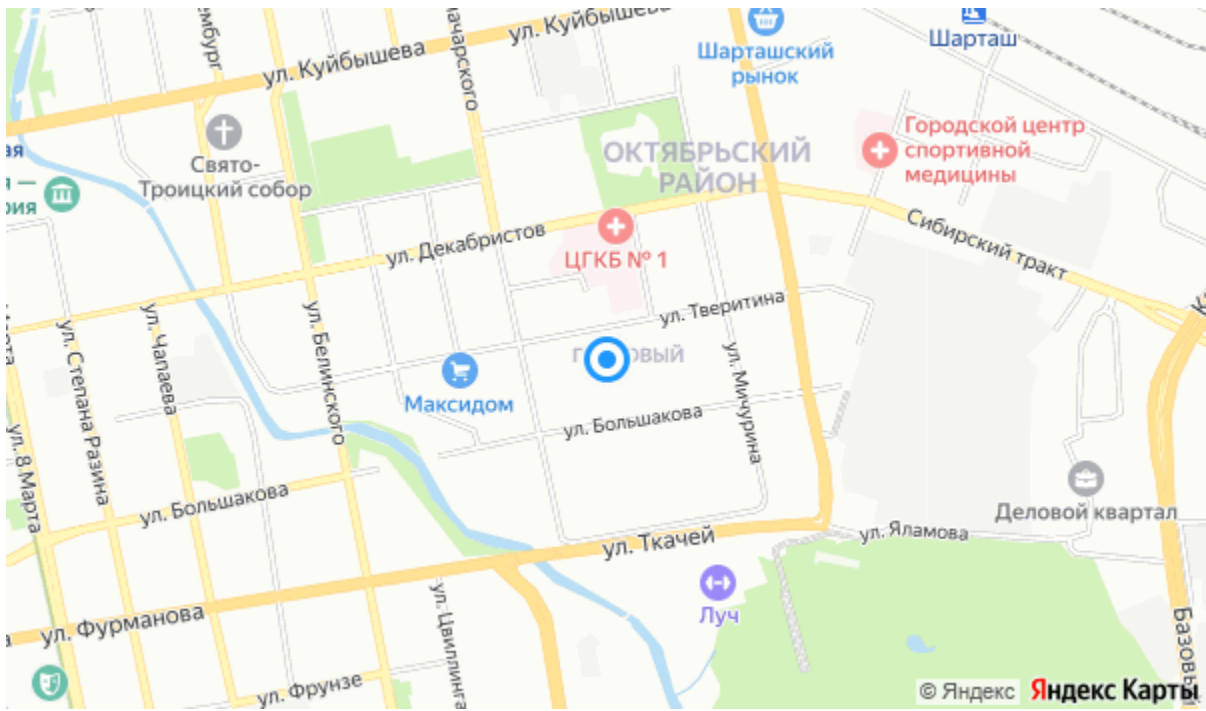 ул. Куйбышева
ул. Куйбышева
Шарташский
рынок
Шарташ
Свято-
Троицкий собор
ОКТЯБРЬСКИЙ
РАЙОН
Городской центр
спортивной
медицины
ул. Декабристов
ЦГКБ № 1
Сибирский тракт
ул. Тверитина
ул. Степана Разина
ул. Чапаева
ул. Белинского
Максидом
ул. Мичурина
ул. Большакова
ул. 8 Марта
ул. Большакова
Деловой квартал
ул. Ткачей
ул. Яламова
Луч
ул. Фурманова
ул. Цвиллинга
ул. Фрунзе
© Яндекс Яндекс Карты